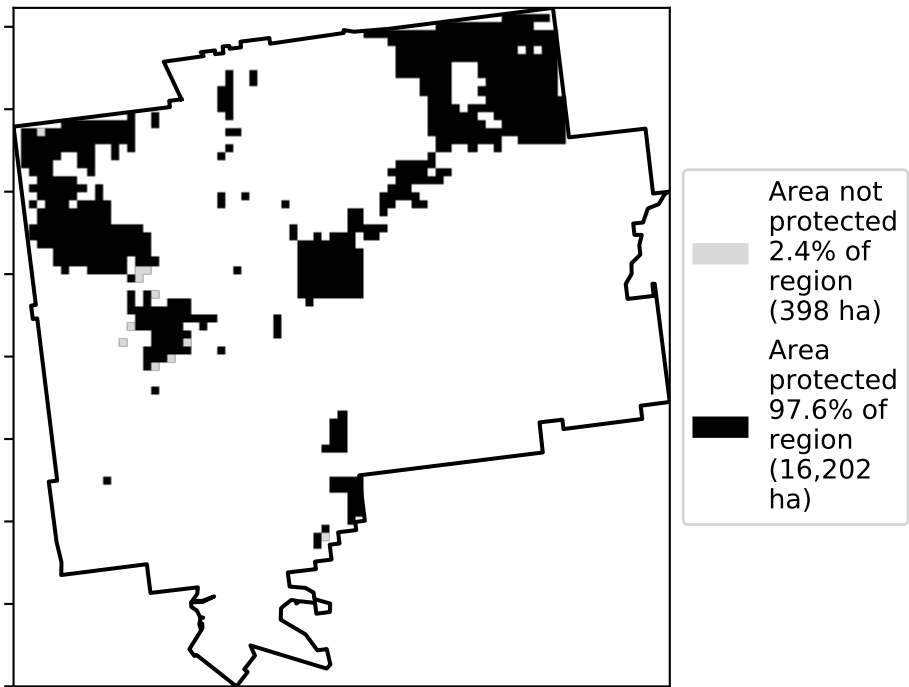 Area not
protected
2.4% of
region
(398 ha)
Area
protected
97.6% of
region
(16,202
ha)